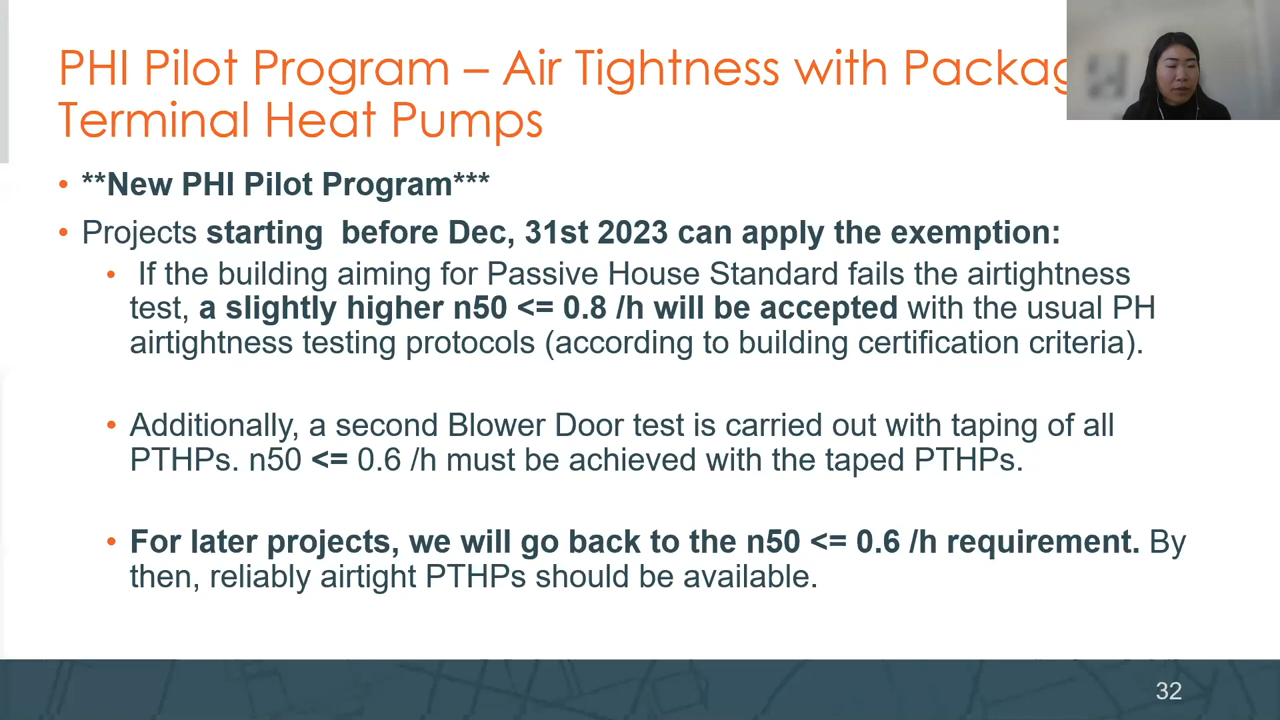 PHI Pilot Program – Air Tightness with Packag
Terminal Heat Pumps
• **New PHI Pilot Program***
• Projects starting  before Dec, 31st 2023 can apply the exemption:
• If the building aiming for Passive House Standard fails the airtightness
test, a slightly higher n50 <= 0.8 /h will be accepted with the usual PH
airtightness testing protocols (according to building certification criteria).
• Additionally, a second Blower Door test is carried out with taping of all
PTHPs. n50 <= 0.6 /h must be achieved with the taped PTHPs.
• For later projects, we will go back to the n50 <= 0.6 /h requirement. By
then, reliably airtight PTHPs should be available.
32